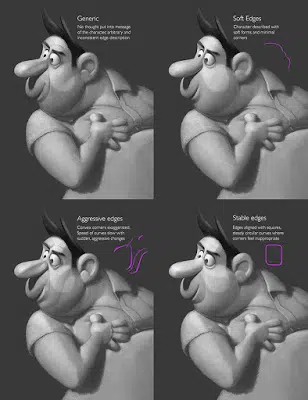 Generic
No thought put into message
of the character arbitrary and
inconsistent edge description
Soft Edges
Character described with
soft forms and minimal
corners
Aggressive edges
Convex corners exaggerated.
Speed of curves slow with
sudden, aggressive changes
Stable edges
Edges aligned with squares,
steady circular curves where
corners feel inappropriate